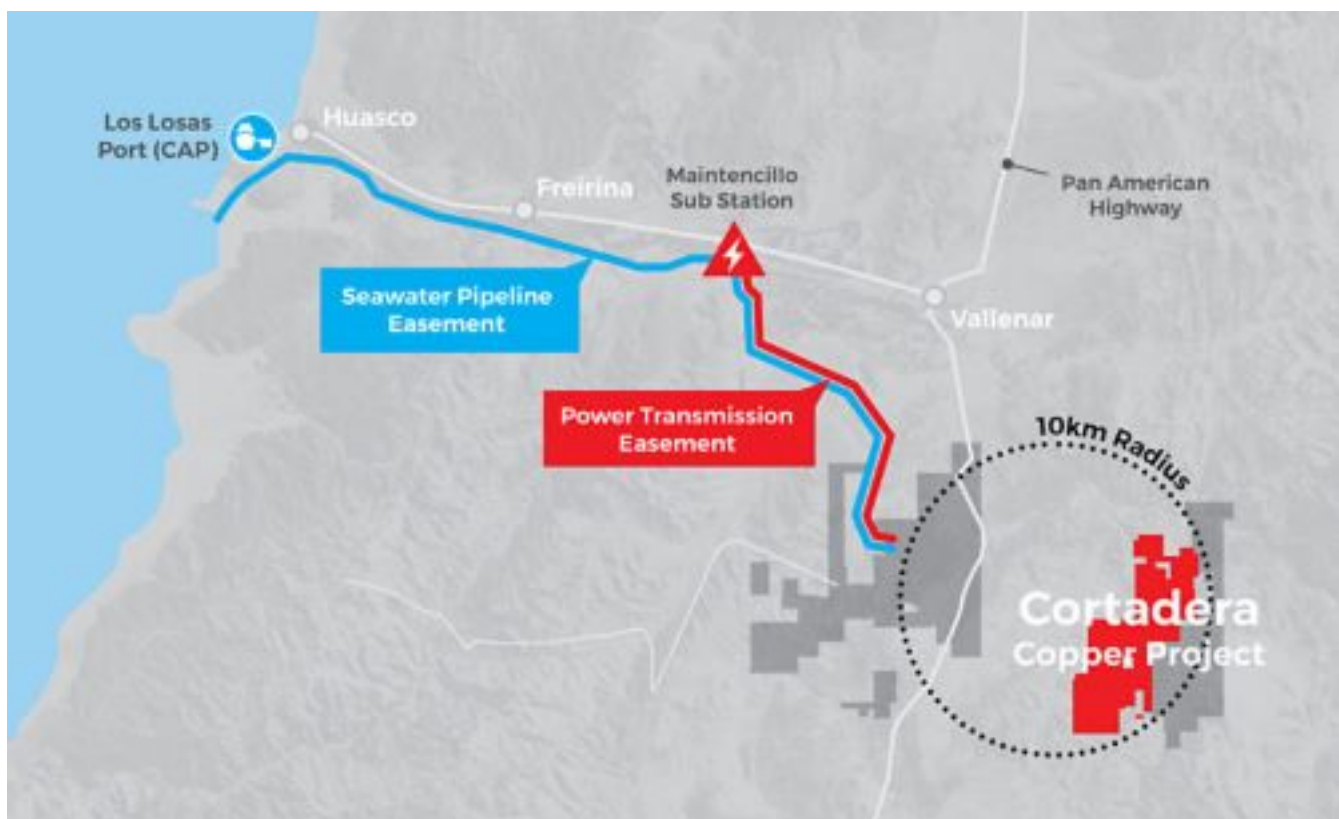 Los Losas
Port (CAP)
Huasco
Freirina
Maintencillo
Sub Station
Pan American
Highway
Seawater Pipeline
Easement
Vallenar
Power Transmission
Easement
10km Radius
Cortadera
Copper Project